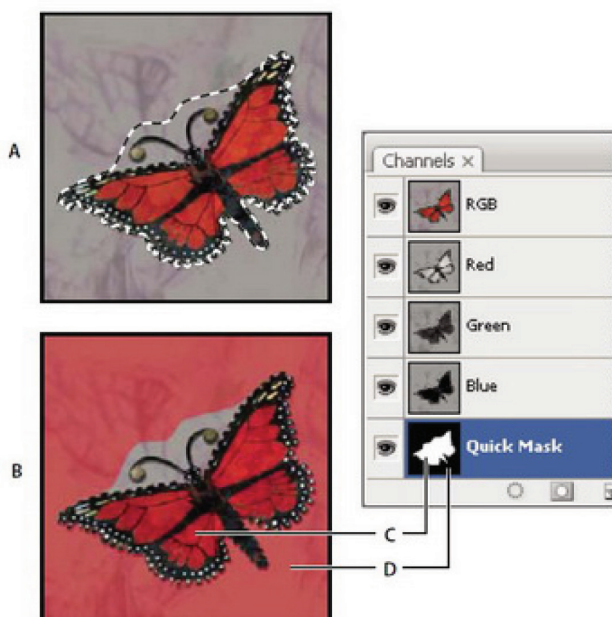 A
Channels ×
RGB
Red
Green
Blue
Quick Mask
B
C
D